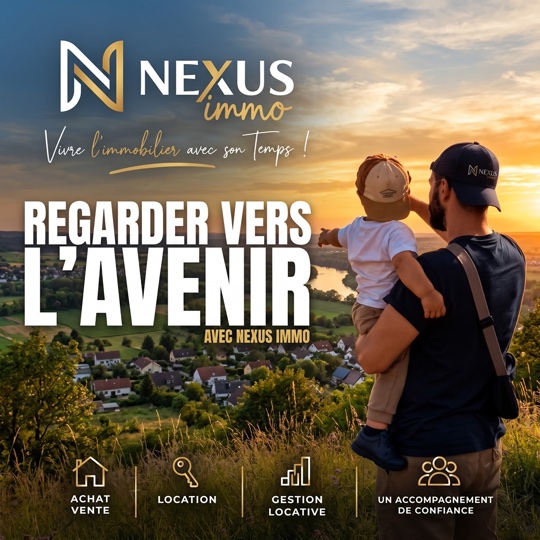 NEXUS
immo
Vivre l'immobilier avec son Temps !
REGARDER VERS
L'AVENIR
AVEC NEXUS IMMO
NEXUS
ACHAT
VENTE
LOCATION
GESTION
LOCATIVE
UN ACCOMPAGNEMENT
DE CONFIANCE